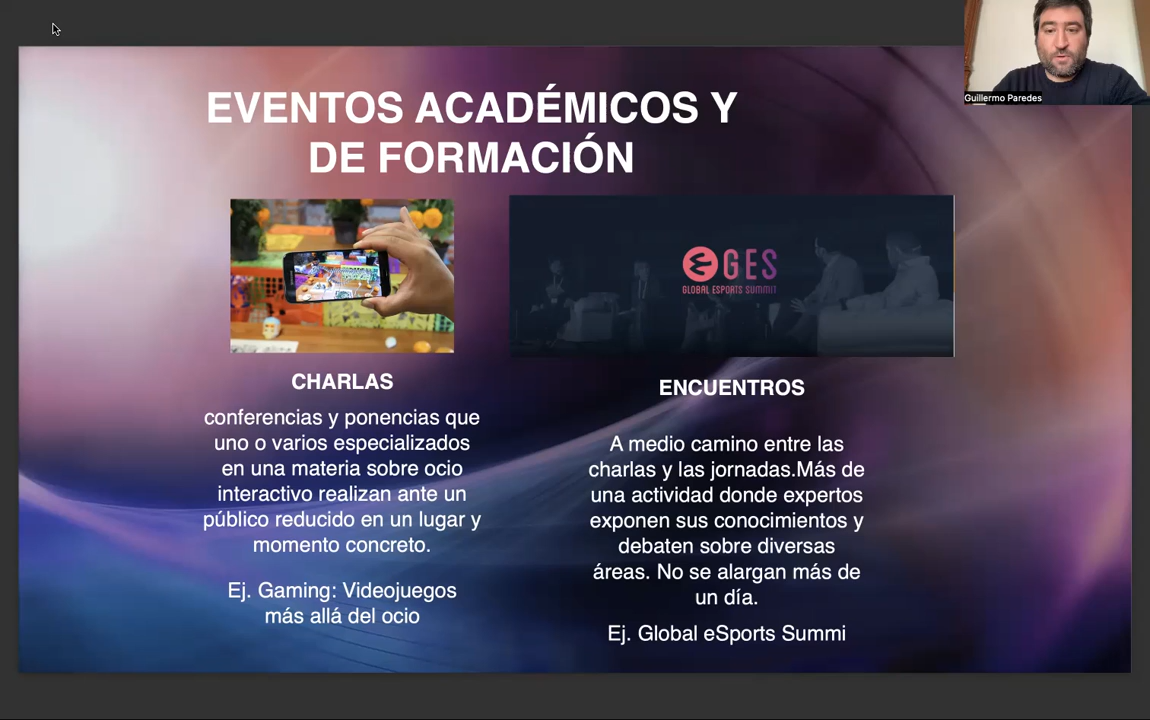 Guillermo Paredes
EVENTOS ACADÉMICOS Y
DE FORMACIÓN
GES
GLOBAL ESPORTS SUMMIT
CHARLAS
conferencias y ponencias que
uno o varios especializados
en una materia sobre ocio
interactivo realizan ante un
público reducido en un lugar y
momento concreto.
Ej. Gaming: Videojuegos
más allá del ocio
ENCUENTROS
A medio camino entre las
charlas y las jornadas.Más de
una actividad donde expertos
exponen sus conocimientos y
debaten sobre diversas
áreas. No se alargan más de
un día.
Ej. Global eSports Summi